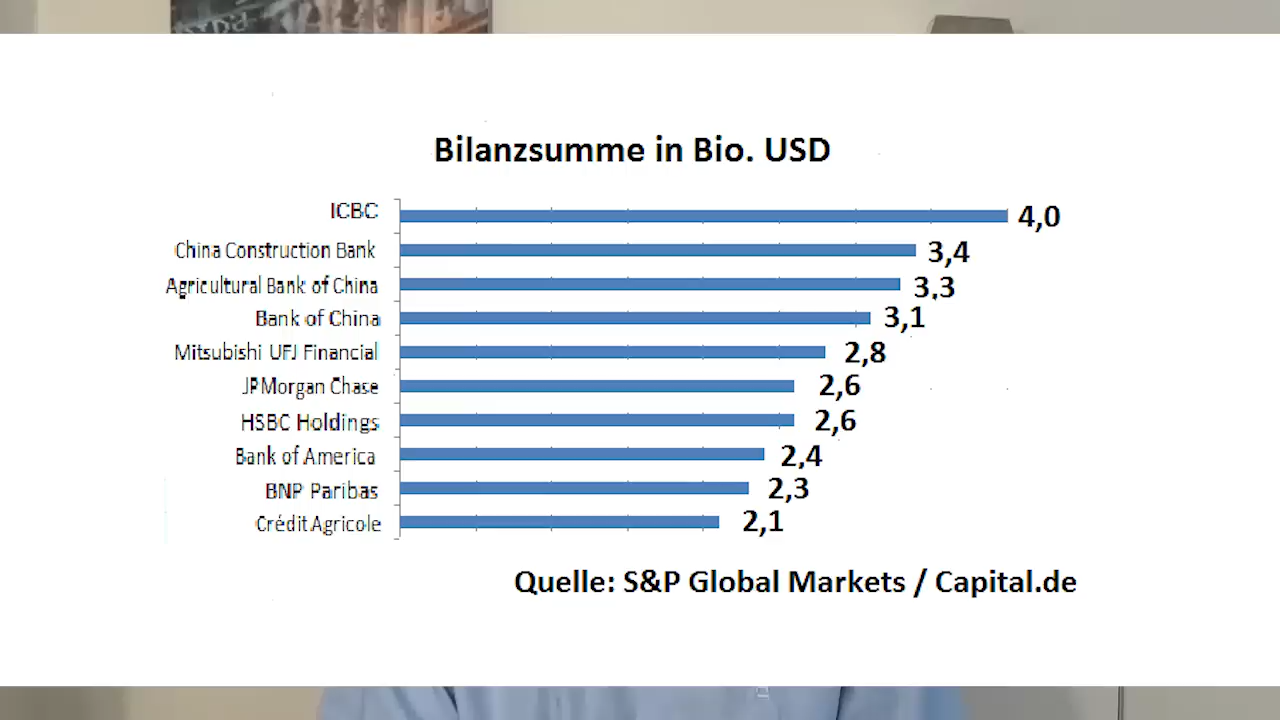 Bilanzsumme in Bio. USD
ICBC 4,0
China Construction Bank 3,4
Agricultural Bank of China 3,3
Bank of China 3,1
Mitsubishi UFJ Financial 2,8
JPMorgan Chase 2,6
HSBC Holdings 2,6
Bank of America 2,4
BNP Paribas 2,3
Crédit Agricole 2,1
Quelle: S&P Global Markets / Capital.de